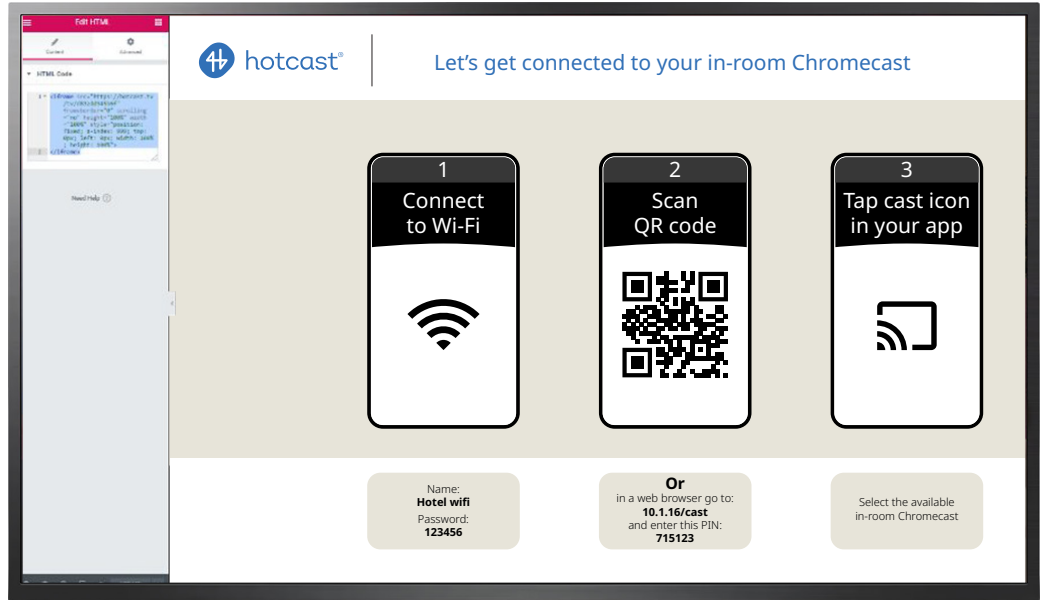 Edit HTML
Content
Advanced
HTML Code
Need Help
hotcast®
Let's get connected to your in-room Chromecast
1
Connect
to Wi-Fi
2
Scan
QR code
3
Tap cast icon
in your app
Name:
Hotel wifi
Password:
123456
Or
in a web browser go to:
10.1.16/cast
and enter this PIN:
715123
Select the available
in-room Chromecast